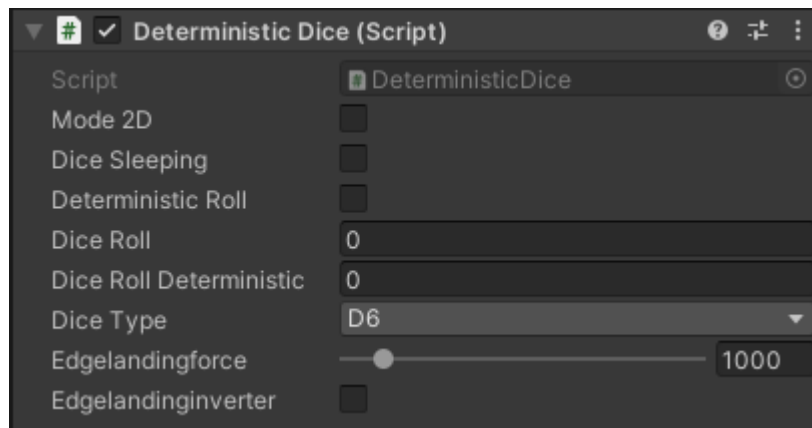 Deterministic Dice (Script)
Script DeterministicDice
Mode 2D
Dice Sleeping
Deterministic Roll
Dice Roll 0
Dice Roll Deterministic 0
Dice Type D6
Edgelandingforce 1000
Edgelandinginverter